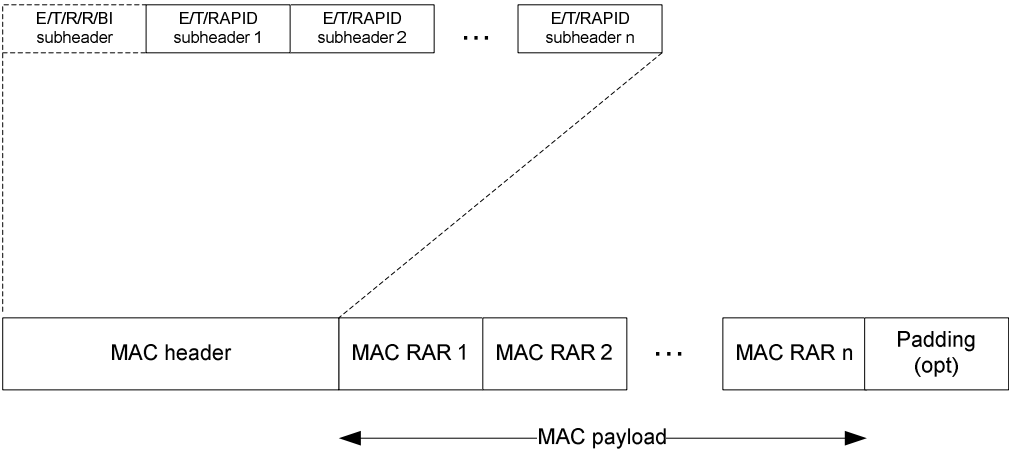 E/T/R/R/BI
subheader
E/T/RAPID
subheader 1
E/T/RAPID
subheader 2
...
E/T/RAPID
subheader n
MAC header
MAC RAR 1
MAC RAR 2
...
MAC RAR n
Padding
(opt)
MAC payload